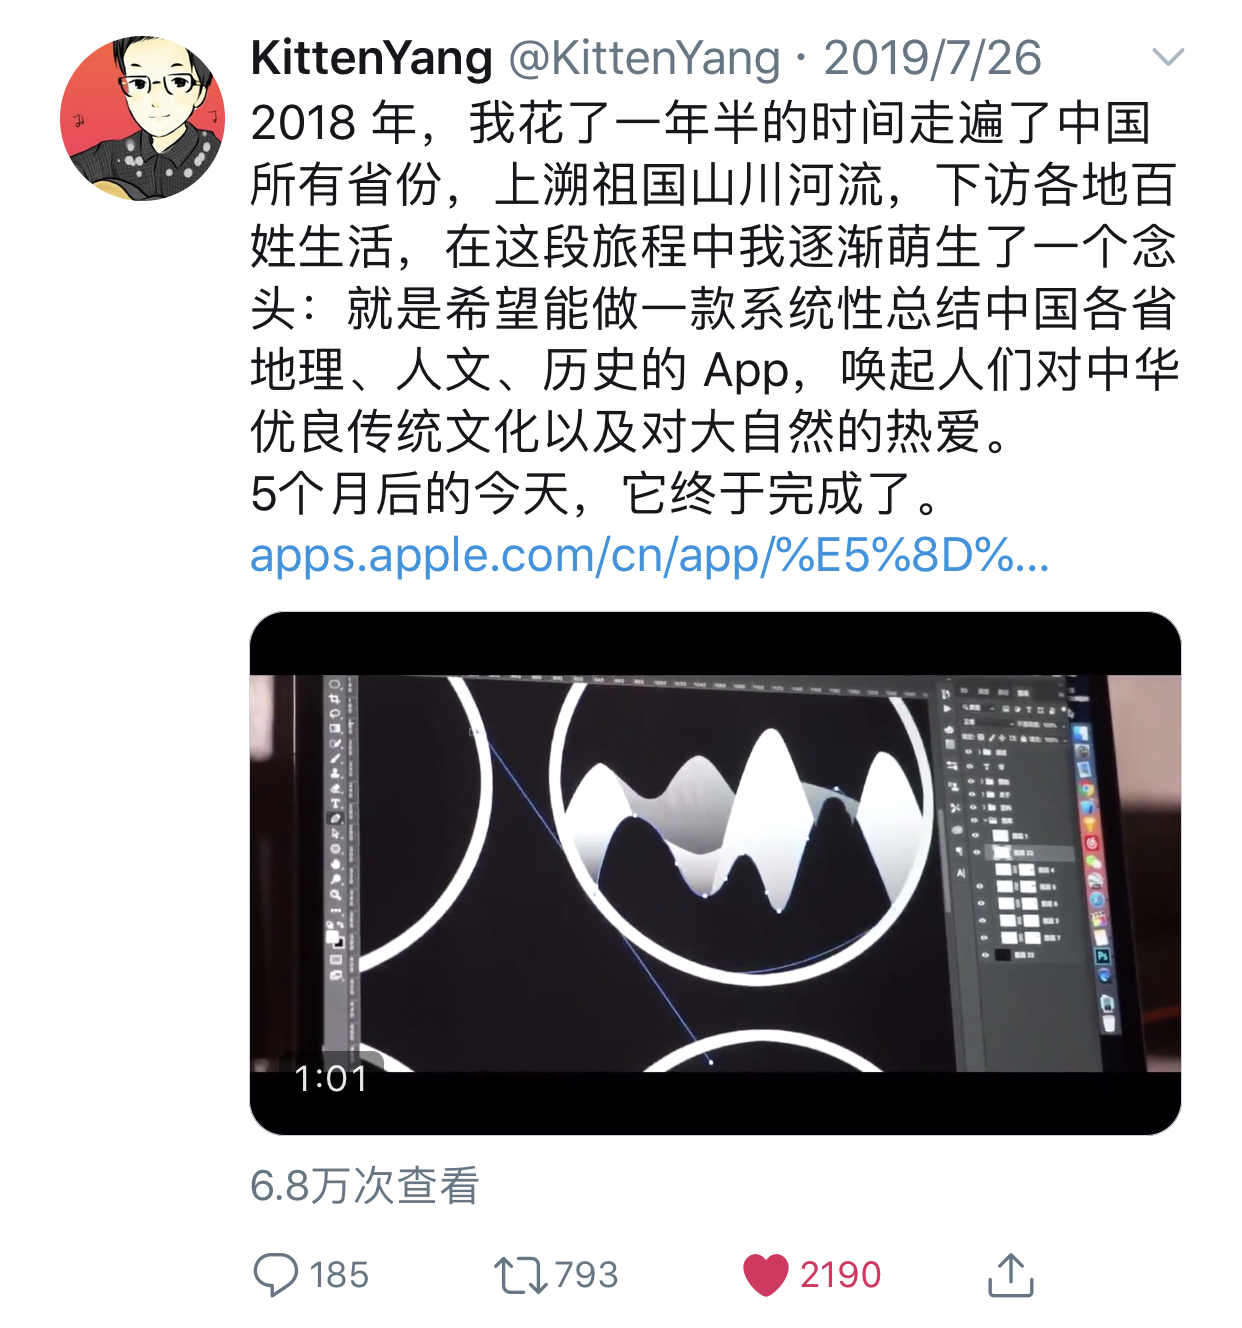 KittenYang @KittenYang · 2019/7/26
2018 年，我花了一年半的时间走遍了中国
所有省份，上溯祖国山川河流，下访各地百
姓生活，在这段旅程中我逐渐萌生了一个念
头：就是希望能做一款系统性总结中国各省
地理、人文、历史的 App，唤起人们对中华
优良传统文化以及对大自然的热爱。
5个月后的今天，它终于完成了。
apps.apple.com/cn/app/%E5%8D%...
Ps
1:01
6.8万次查看
185 793 2190